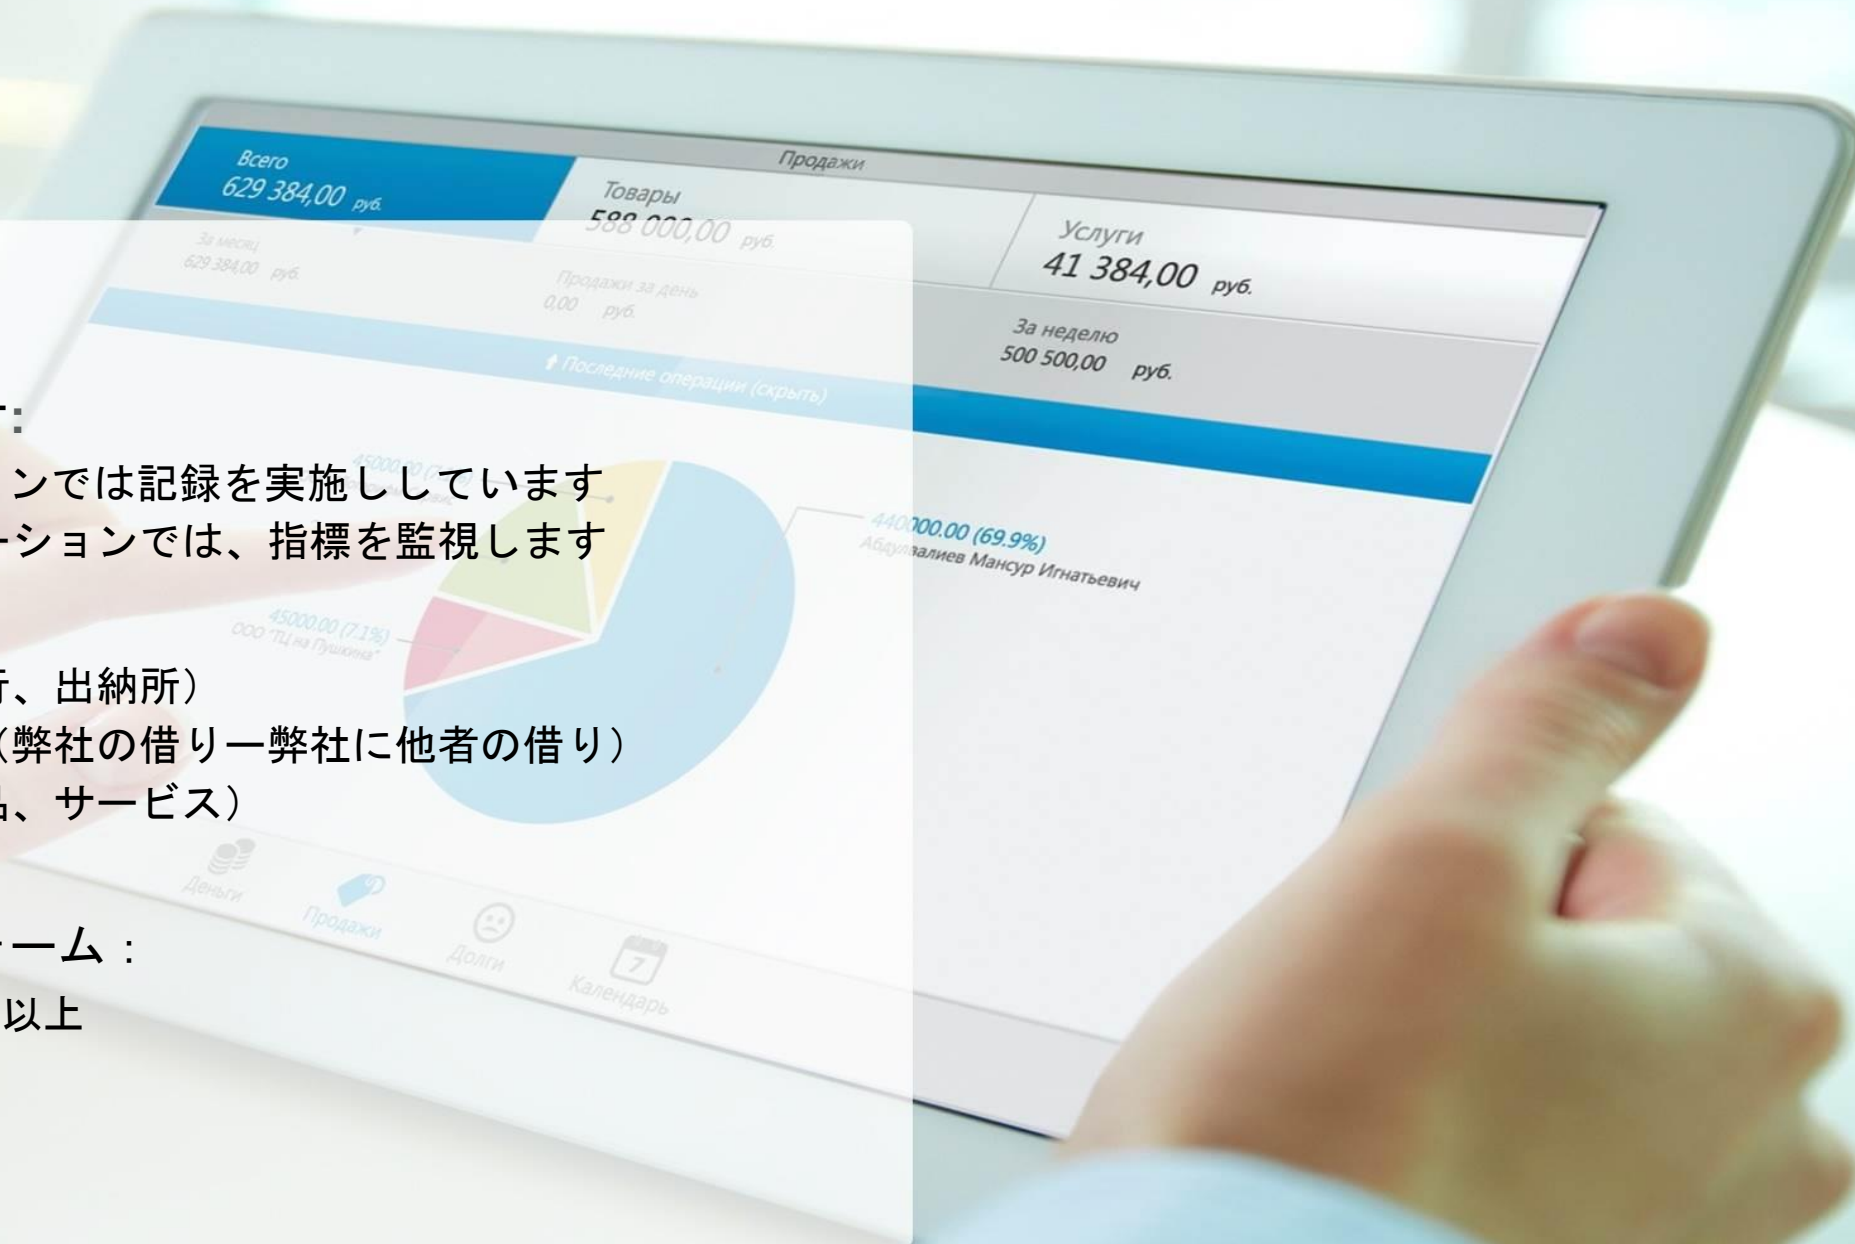 Продажи
Всего
629 384,00 руб.
Товары
588 000,00 руб.
Услуги
41 384,00 руб.
За месяц
629 384,00 руб.
Продажи за день
0,00 руб.
За неделю
500 500,00 руб.
Последние операции (скрыть)
:
ンでは記録を実施ししています
ーションでは、指標を監視します
440000.00 (69.9%)
Абдулвалиев Мансур Игнатьевич
45000.00
45000.00 (7.1%)
ООО "ТЦ на Пушкина"
、出納所）
（弊社の借りー弊社に他者の借り）
、サービス）
Деньги
Продажи
Долги
7
Календарь
ーム：
以上